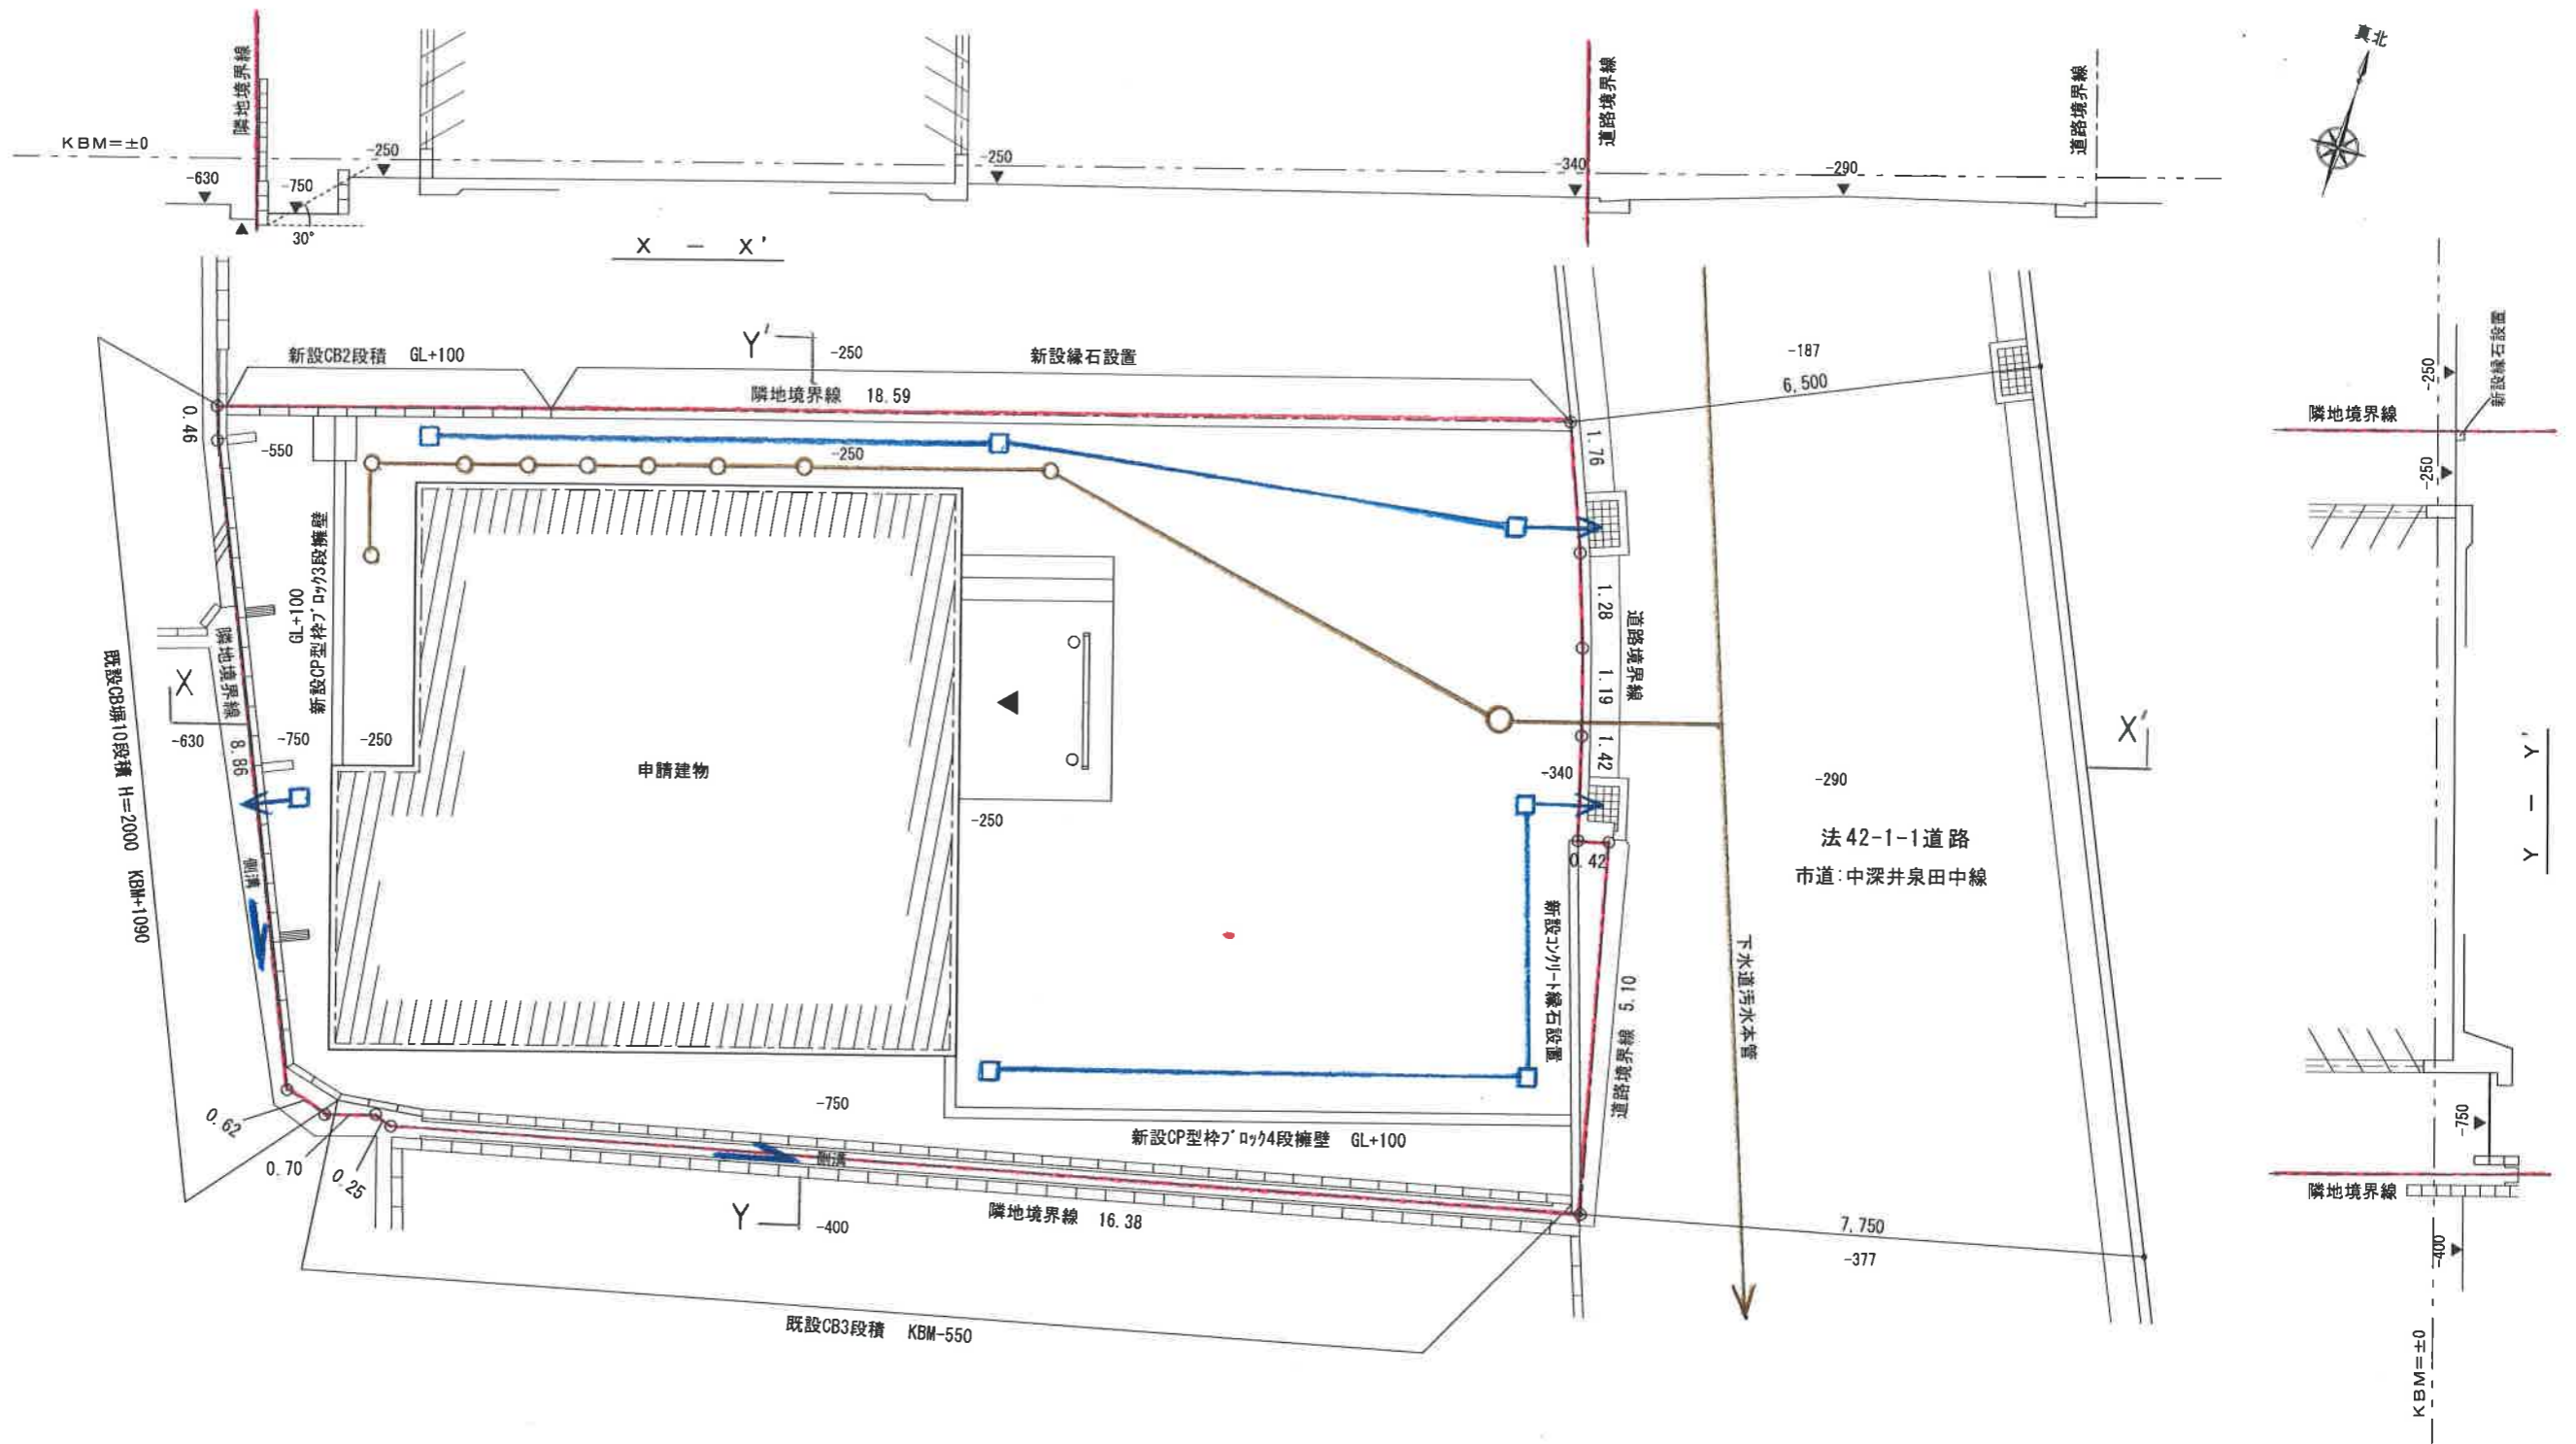 隣地境界線
KBM=±0
-630
-750
-250
30°
-250
-340
道路境界線
-290
道路境界線
真北
X - X'
新設CB2段積 GL+100
Y'
-250
新設縁石設置
隣地境界線 18.59
-187
6,500
0.46
-550
-250
1.76
GL+100
新設CP型枠ブロック3段擁壁
1.28
道路境界線
1.19
1.42
既設CB塀10段積 H=2000 KBM+1090
隣地境界線 8.86
X
-630
-750
-250
申請建物
-250
-340
-290
X'
法42-1-1道路
市道:中深井泉田中線
0.42
側溝
新設コンクリート縁石設置
道路境界線 5.10
下水道汚水本管
0.62
0.70
0.25
-750
新設CP型枠ブロック4段擁壁 GL+100
側溝
Y
-400
隣地境界線 16.38
7,750
-377
既設CB3段積 KBM-550
新設縁石設置
-250
隣地境界線
-250
Y - Y'
-750
隣地境界線
-400
KBM=±0